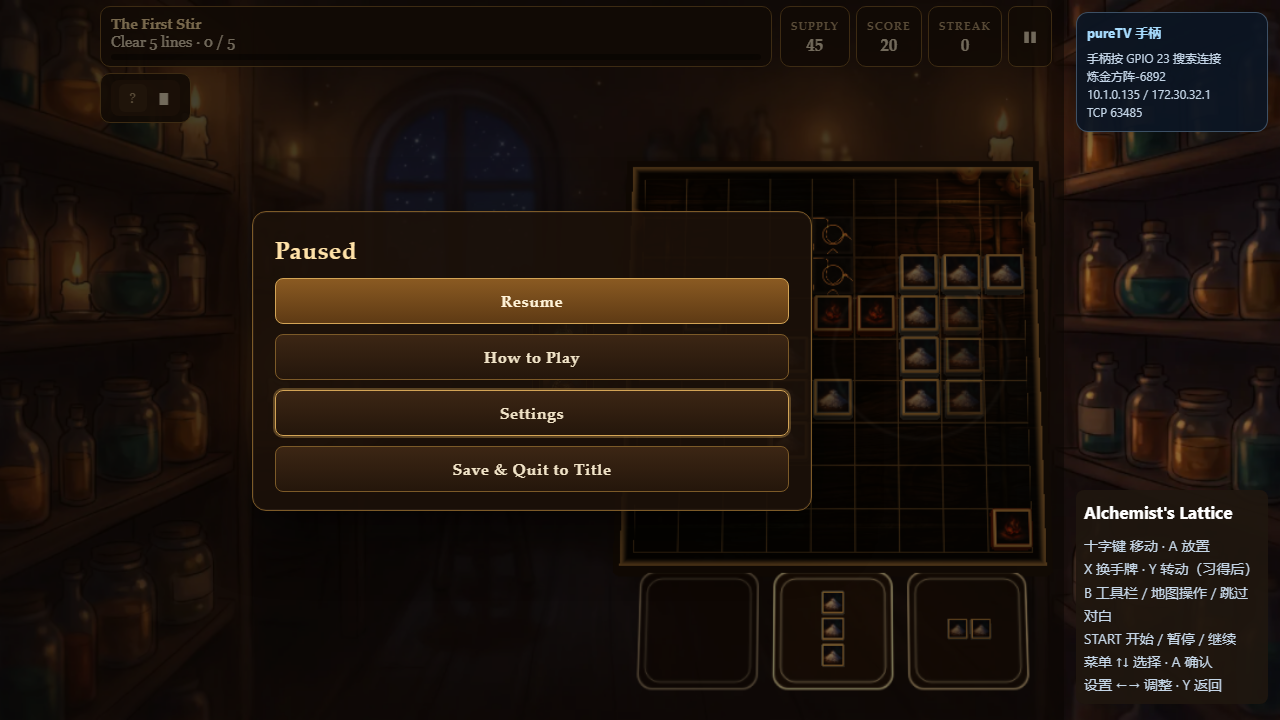 The First Stir
Clear 5 lines · 0 / 5
SUPPLY
45
SCORE
20
STREAK
0
?
Paused
Resume
How to Play
Settings
Save & Quit to Title
pureTV 手柄
手柄按 GPIO 23 搜索连接
炼金方阵-6892
10.1.0.135 / 172.30.32.1
TCP 63485
Alchemist's Lattice
十字键 移动 · A 放置
X 换手牌 · Y 转动（习得后）
B 工具栏 / 地图操作 / 跳过
对白
START 开始 / 暂停 / 继续
菜单 ↑↓ 选择 · A 确认
设置 ←→ 调整 · Y 返回